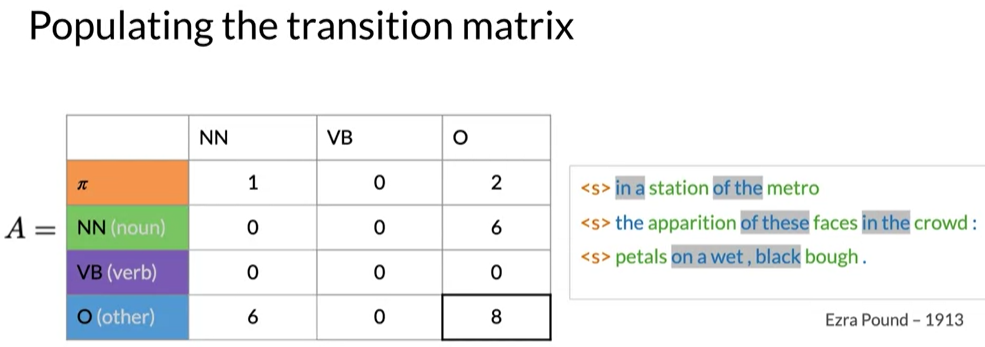 Populating the transition matrix
NN VB O
π 1 0 2
A = NN (noun) 0 0 6
VB (verb) 0 0 0
O (other) 6 0 8
<s> in a station of the metro
<s> the apparition of these faces in the crowd :
<s> petals on a wet , black bough .
Ezra Pound – 1913